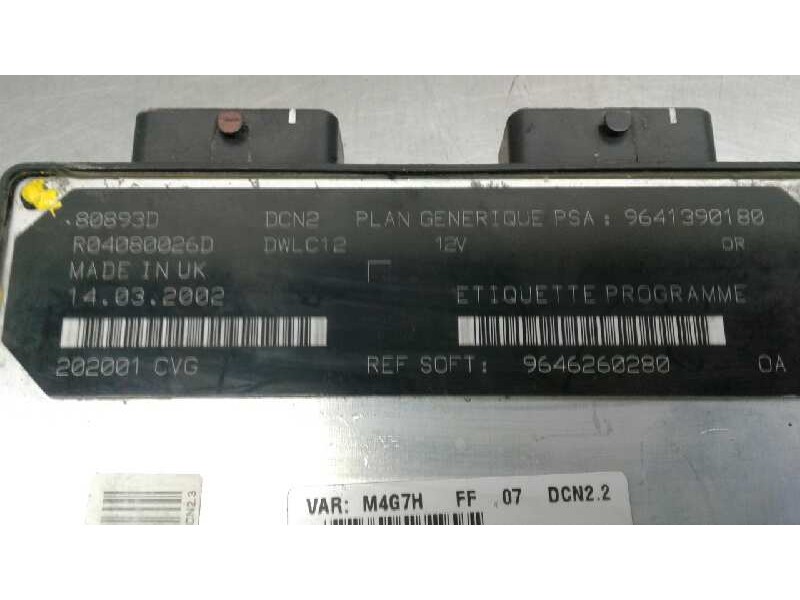 .80893D DCN2 PLAN GENERIQUE PSA : 9641390180
R04080026D DWLC12 12V OR
MADE IN UK
14.03.2002 ETIQUETTE PROGRAMME
202001 CVG REF SOFT: 9646260280 OA
VAR: M4G7H FF 07 DCN2.2
DCN2.3